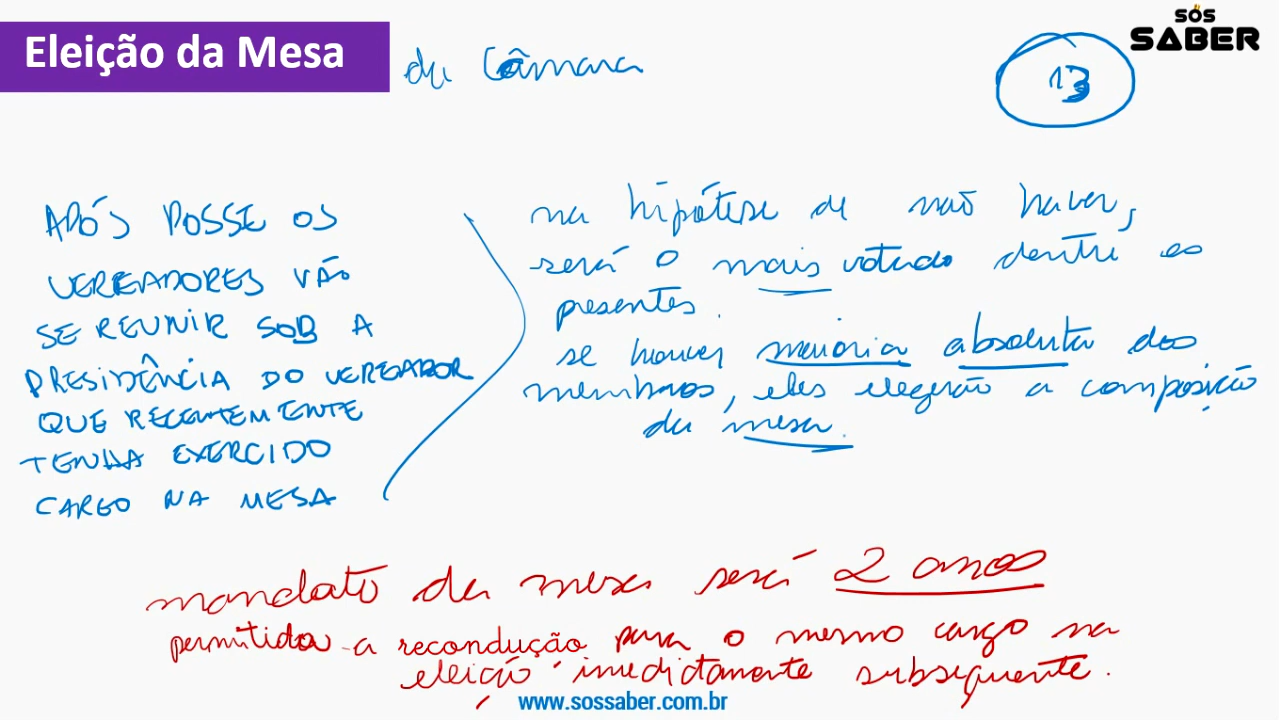 Eleição da Mesa da Câmara
SÓS
SABER
13
APÓS POSSE OS
VEREADORES VÃO
SE REUNIR SOB A
PRESIDÊNCIA DO VEREADOR
QUE RECENTEMENTE
TENHA EXERCIDO
CARGO NA MESA
na hipótese de não haver,
será o mais votado dentre os
presentes.
se houver maioria absoluta dos
membros, eles elegerão a composição
da mesa.
mandato da mesa será 2 anos
permitida a recondução para o mesmo cargo na
eleição imedictamente subsequente.
www.sossaber.com.br